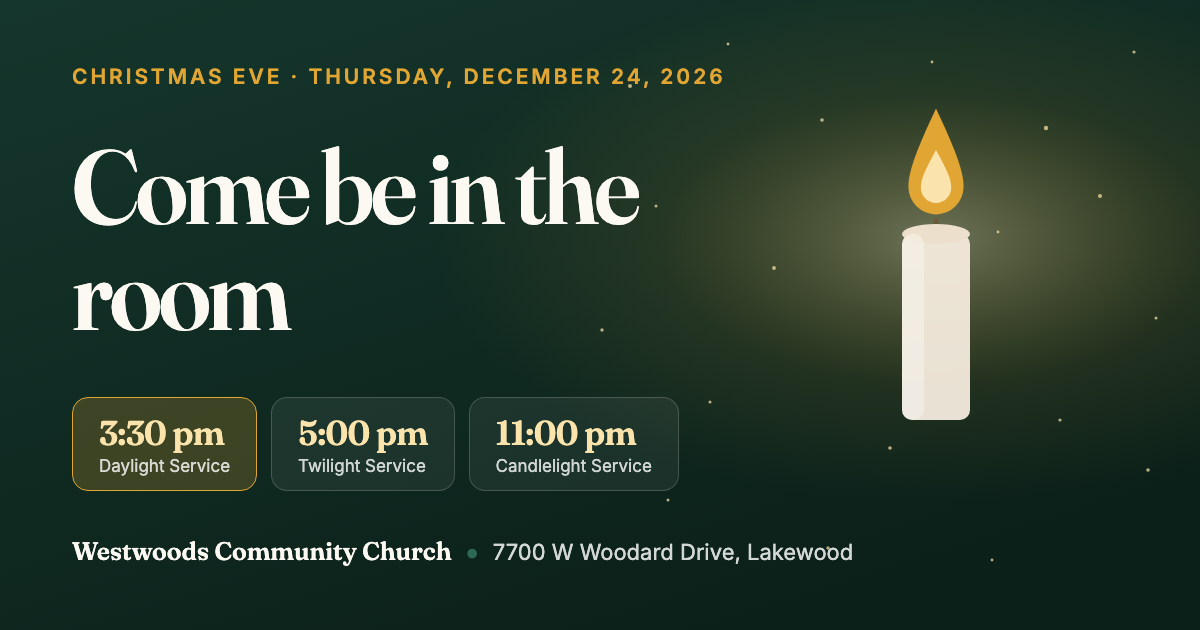 CHRISTMAS EVE · THURSDAY, DECEMBER 24, 2026
Come be in the
room
3:30 pm
Daylight Service
5:00 pm
Twilight Service
11:00 pm
Candlelight Service
Westwoods Community Church • 7700 W Woodard Drive, Lakewood